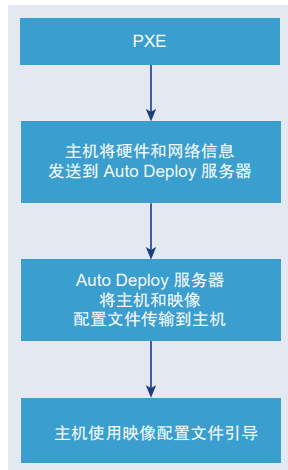 PXE
主机将硬件和网络信息
发送到 Auto Deploy 服务器
Auto Deploy 服务器
将主机和映像
配置文件传输到主机
主机使用映像配置文件引导